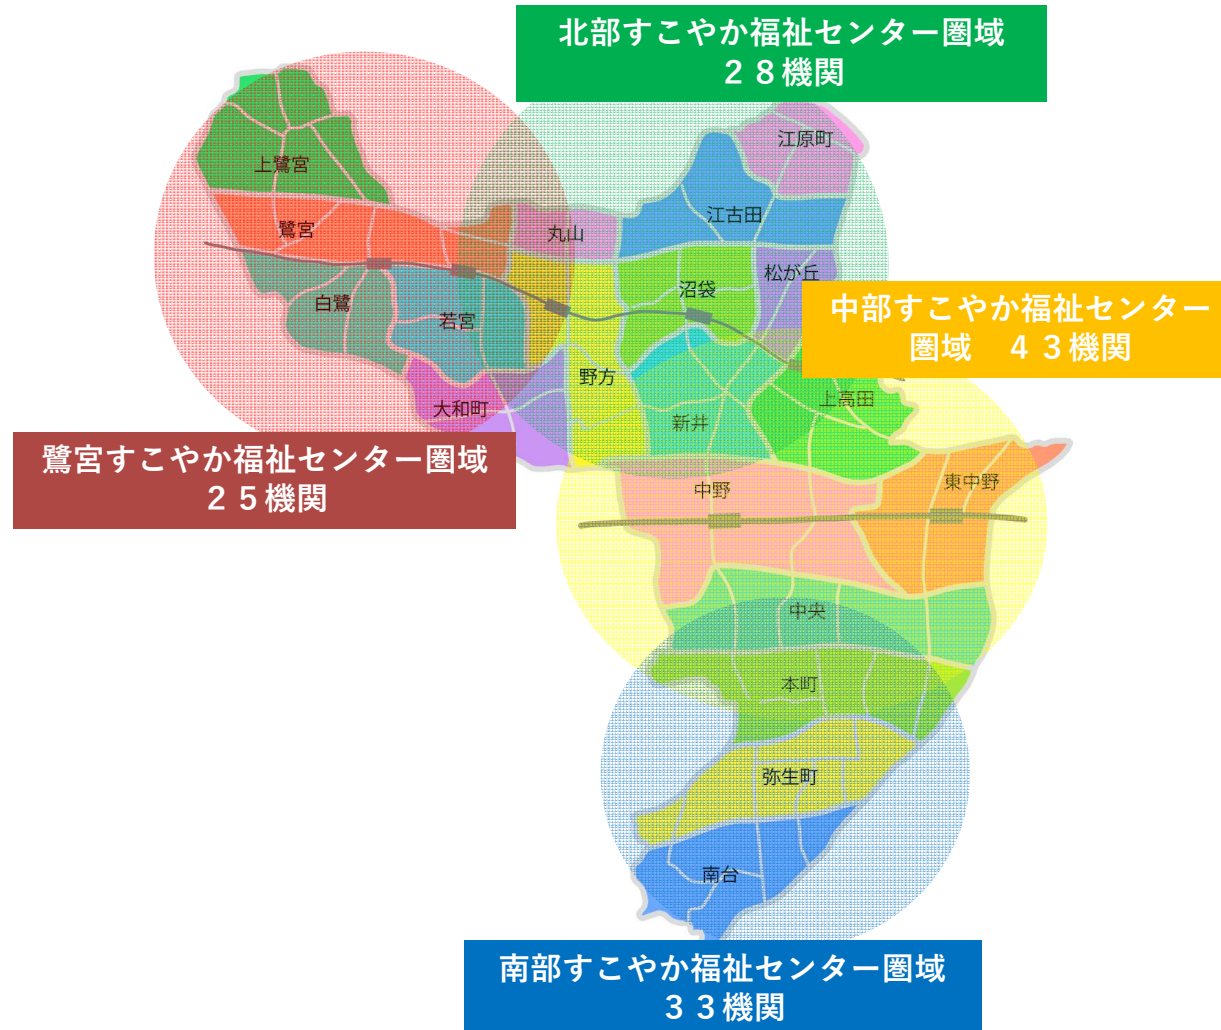 北部すこやか福祉センター圏域
２８機関
江原町
上鷺宮
江古田
鷺宮
丸山
松が丘
沼袋
白鷺
若宮
中部すこやか福祉センター
圏域　４３機関
野方
上高田
大和町
新井
鷺宮すこやか福祉センター圏域
２５機関
中野
東中野
中央
本町
弥生町
南台
南部すこやか福祉センター圏域
３３機関